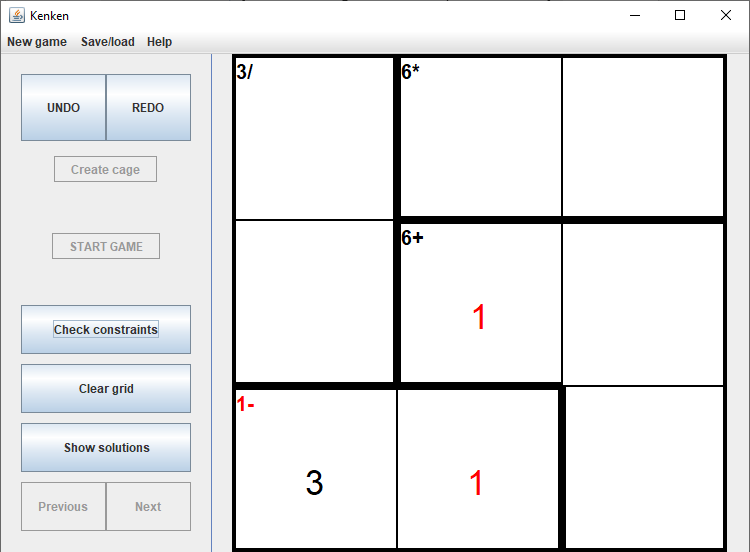 Kenken
New game Save/load Help
UNDO REDO
Create cage
START GAME
Check constraints
Clear grid
Show solutions
Previous Next
3/ 6*
6+
1
1-
3 1